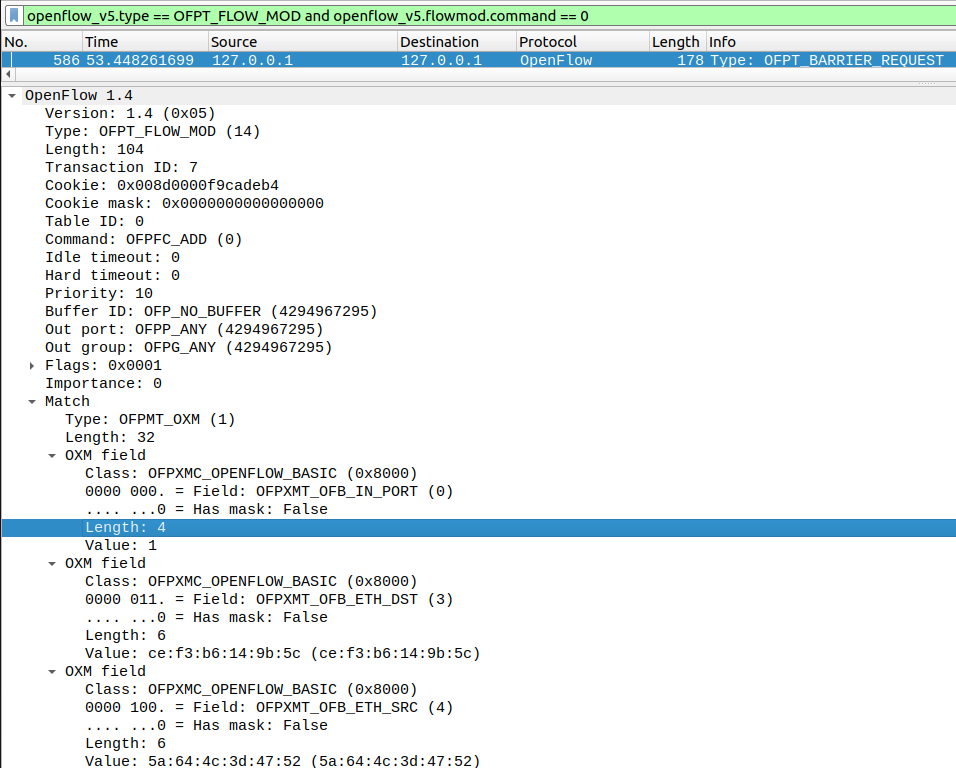 openflow_v5.type == OFPT_FLOW_MOD and openflow_v5.flowmod.command == 0
No. Time Source Destination Protocol Length Info
586 53.448261699 127.0.0.1 127.0.0.1 OpenFlow 178 Type: OFPT_BARRIER_REQUEST
OpenFlow 1.4
Version: 1.4 (0x05)
Type: OFPT_FLOW_MOD (14)
Length: 104
Transaction ID: 7
Cookie: 0x008d0000f9cadeb4
Cookie mask: 0x0000000000000000
Table ID: 0
Command: OFPFC_ADD (0)
Idle timeout: 0
Hard timeout: 0
Priority: 10
Buffer ID: OFP_NO_BUFFER (4294967295)
Out port: OFPP_ANY (4294967295)
Out group: OFPG_ANY (4294967295)
Flags: 0x0001
Importance: 0
Match
Type: OFPMT_OXM (1)
Length: 32
OXM field
Class: OFPXMC_OPENFLOW_BASIC (0x8000)
0000 000. = Field: OFPXMT_OFB_IN_PORT (0)
.... ...0 = Has mask: False
Length: 4
Value: 1
OXM field
Class: OFPXMC_OPENFLOW_BASIC (0x8000)
0000 011. = Field: OFPXMT_OFB_ETH_DST (3)
.... ...0 = Has mask: False
Length: 6
Value: ce:f3:b6:14:9b:5c (ce:f3:b6:14:9b:5c)
OXM field
Class: OFPXMC_OPENFLOW_BASIC (0x8000)
0000 100. = Field: OFPXMT_OFB_ETH_SRC (4)
.... ...0 = Has mask: False
Length: 6
Value: 5a:64:4c:3d:47:52 (5a:64:4c:3d:47:52)